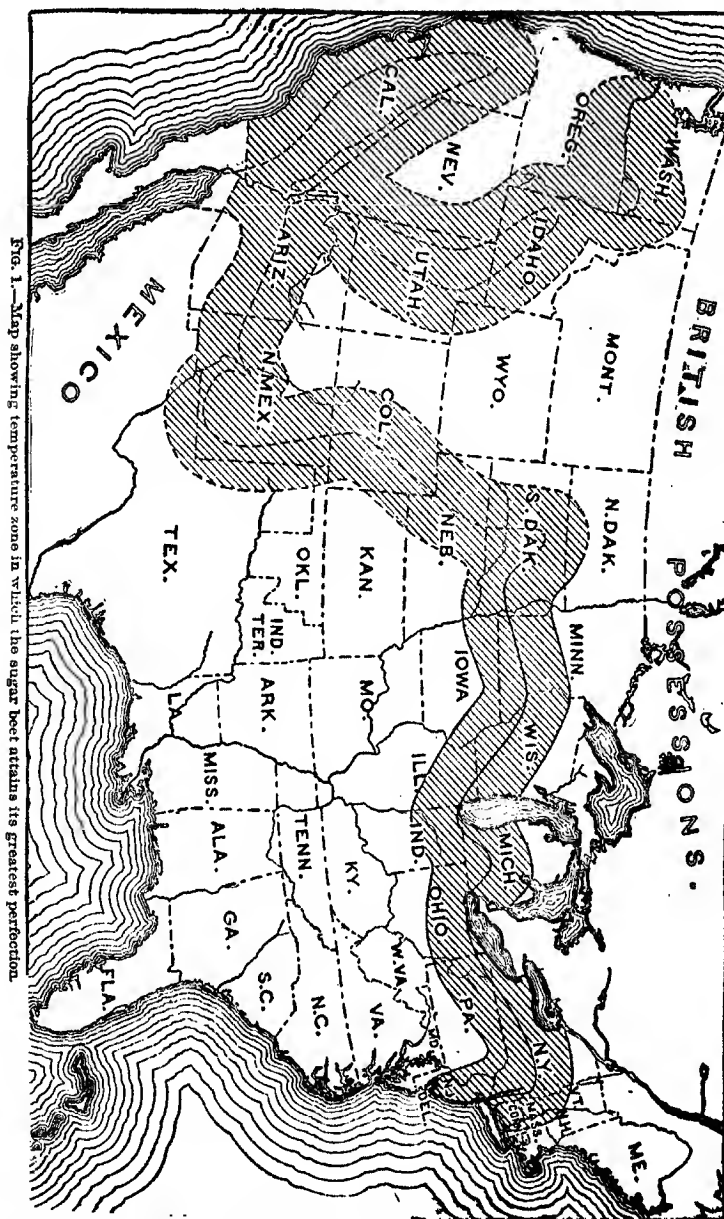 BRITISH POSSESSIONS.
WASH.
OREG.
IDAHO
MONT.
N.DAK.
MINN.
S.DAK.
WIS.
MICH.
WYO.
NEB.
IOWA
NEV.
UTAH
COL.
KAN.
MO.
ILL.
IND.
OHIO
PA.
N.Y.
ME.
CAL.
ARIZ.
N.MEX.
OKL.
IND.
TER.
ARK.
TENN.
KY.
W.VA.
VA.
N.C.
S.C.
GA.
ALA.
MISS.
LA.
TEX.
FLA.
MEXICO
MASS.
DEL.
FIG. 1.—Map showing temperature zone in which the sugar beet attains its greatest perfection.